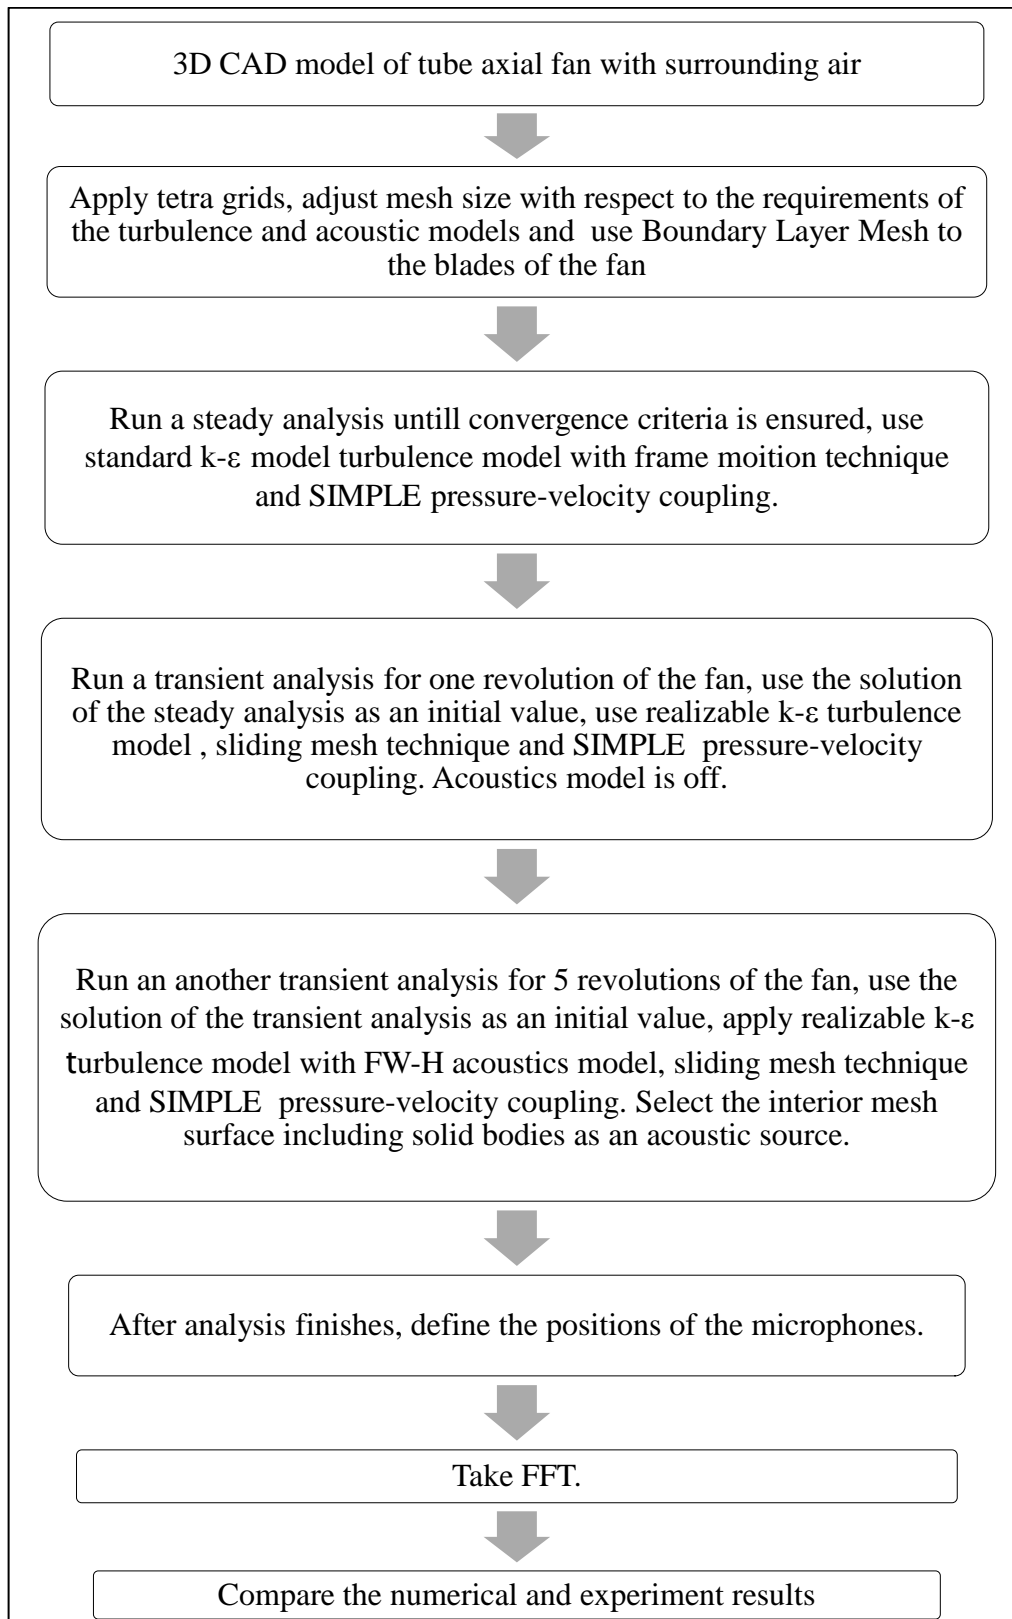 3D CAD model of tube axial fan with surrounding air
Apply tetra grids, adjust mesh size with respect to the requirements of
the turbulence and acoustic models and use Boundary Layer Mesh to
the blades of the fan
Run a steady analysis untill convergence criteria is ensured, use
standard k-ε model turbulence model with frame moition technique
and SIMPLE pressure-velocity coupling.
Run a transient analysis for one revolution of the fan, use the solution
of the steady analysis as an initial value, use realizable k-ε turbulence
model , sliding mesh technique and SIMPLE pressure-velocity
coupling. Acoustics model is off.
Run an another transient analysis for 5 revolutions of the fan, use the
solution of the transient analysis as an initial value, apply realizable k-ε
turbulence model with FW-H acoustics model, sliding mesh technique
and SIMPLE pressure-velocity coupling. Select the interior mesh
surface including solid bodies as an acoustic source.
After analysis finishes, define the positions of the microphones.
Take FFT.
Compare the numerical and experiment results